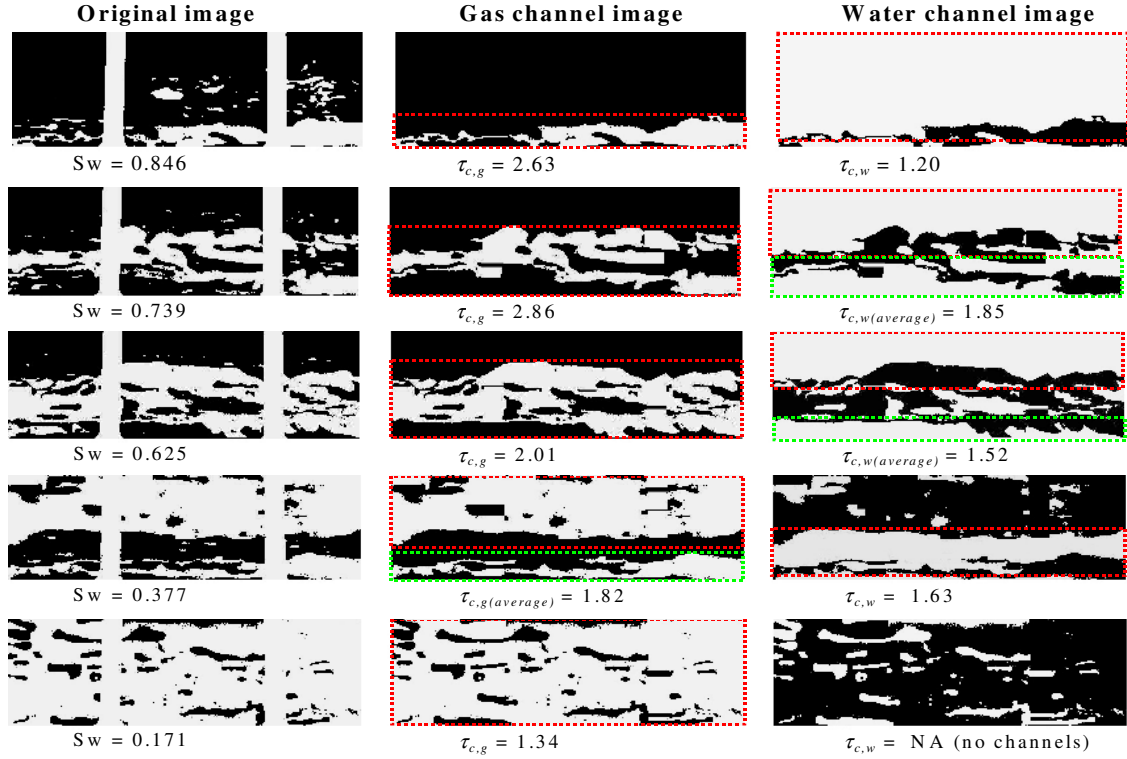 Original image Gas channel image Water channel image
Sw = 0.846 τc,g = 2.63 τc,w = 1.20
Sw = 0.739 τc,g = 2.86 τc,w(average) = 1.85
Sw = 0.625 τc,g = 2.01 τc,w(average) = 1.52
Sw = 0.377 τc,g(average) = 1.82 τc,w = 1.63
Sw = 0.171 τc,g = 1.34 τc,w = NA (no channels)